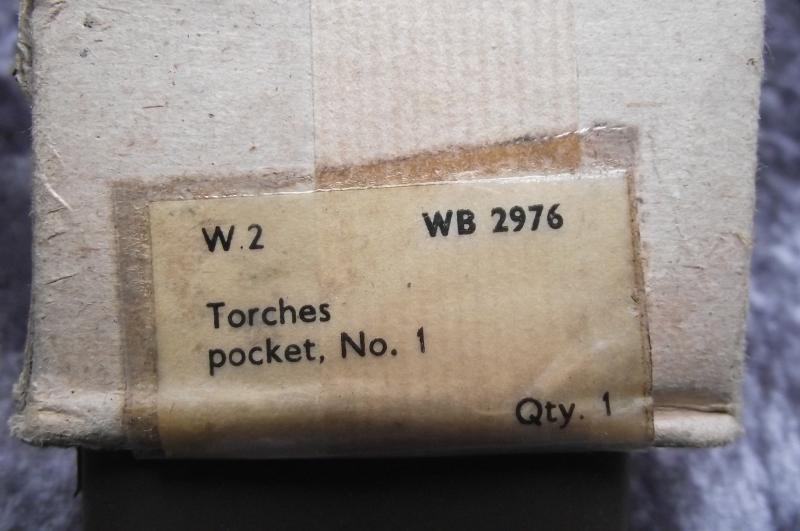 W.2 WB 2976
Torches
pocket, No. 1
Qty. 1